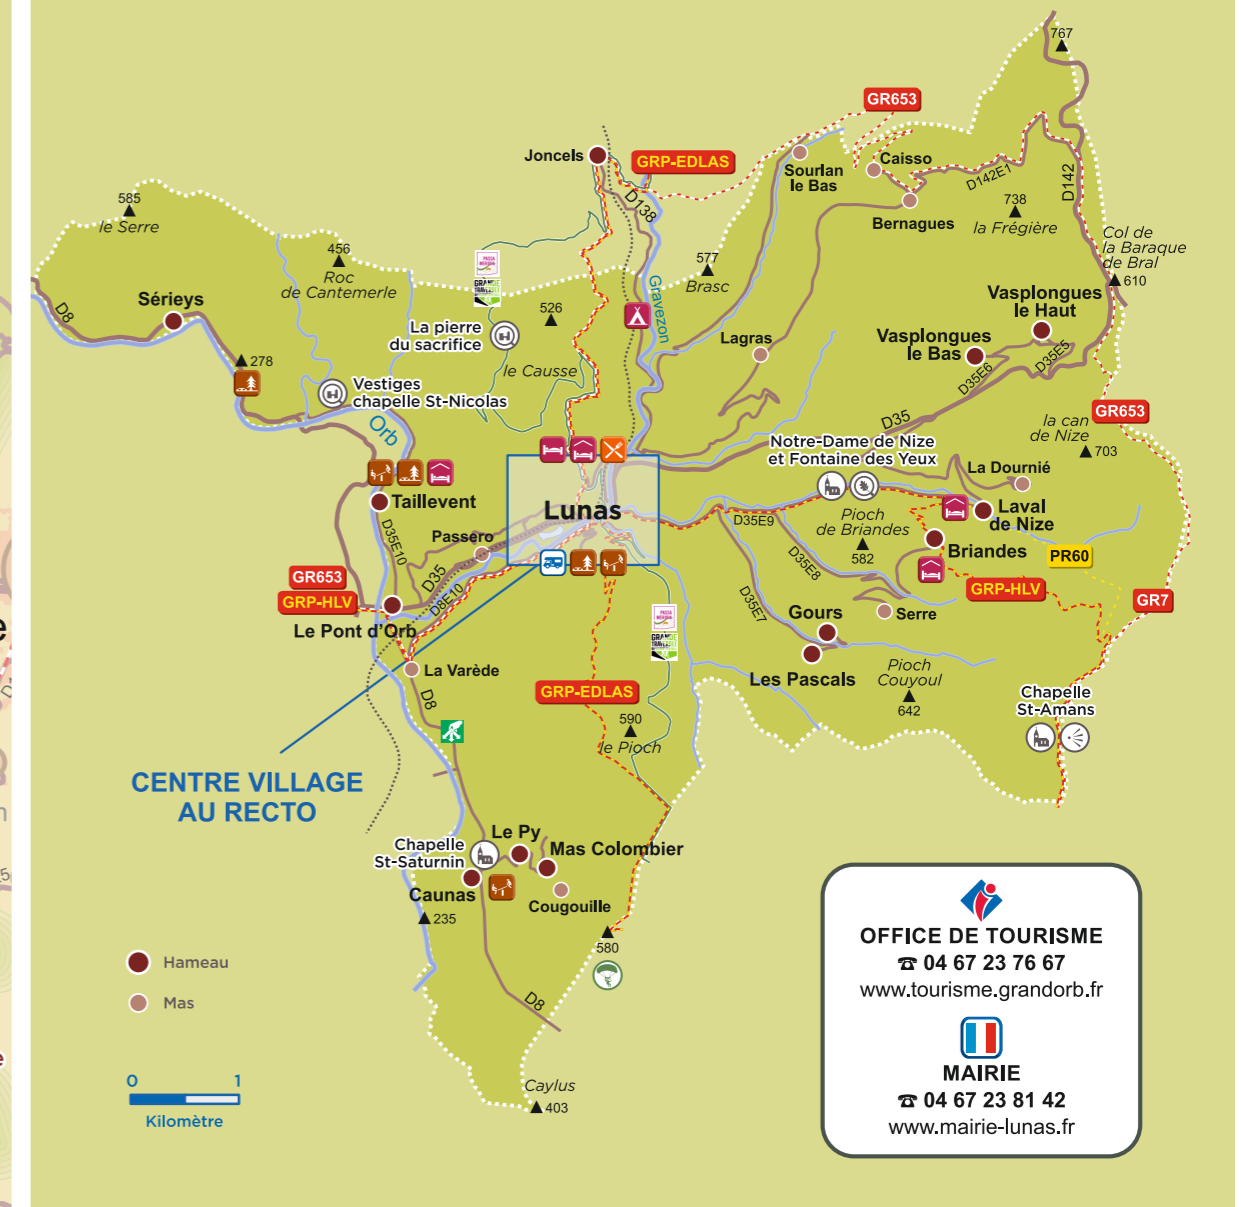 767
GR653
Joncels
GRP-EDLAS
Sourlan
le Bas
Caisso
D142E1
D142
585
le Serre
D138
Bernagues
738
la Frégière
456
Roc
de Cantemerle
577
Brasc
Col de
la Baraque
de Bral
610
PASSA
MERIDIA
GRANDE
TRAVERSÉE
D8
Sérieys
526
Gravezon
Vasplongues
le Haut
La pierre
du sacrifice
Lagras
Vasplongues
le Bas
D35E5
D35E6
278
le Causse
Vestiges
chapelle St-Nicolas
Orb
D35
GR653
la can
de Nize
703
Notre-Dame de Nize
et Fontaine des Yeux
La Dournié
Taillevent
Lunas
Laval
de Nize
D35E9
Pioch
de Briandes
582
D35E10
Passero
Briandes
PR60
D35E8
GR653
GRP-HLV
D35
D8E10
GRP-HLV
GR7
D35E7
Gours
Serre
Le Pont d'Orb
PASSA
MERIDIA
GRANDE
TRAVERSÉE
La Varède
Les Pascals
Pioch
Couyoul
642
D8
GRP-EDLAS
Chapelle
St-Amans
590
le Pioch
CENTRE VILLAGE
AU RECTO
Chapelle
St-Saturnin
Le Py
Mas Colombier
Caunas
Cougouille
235
580
D8
Caylus
403
Hameau
Mas
0 1
Kilomètre
OFFICE DE TOURISME
☎ 04 67 23 76 67
www.tourisme.grandorb.fr
MAIRIE
☎ 04 67 23 81 42
www.mairie-lunas.fr